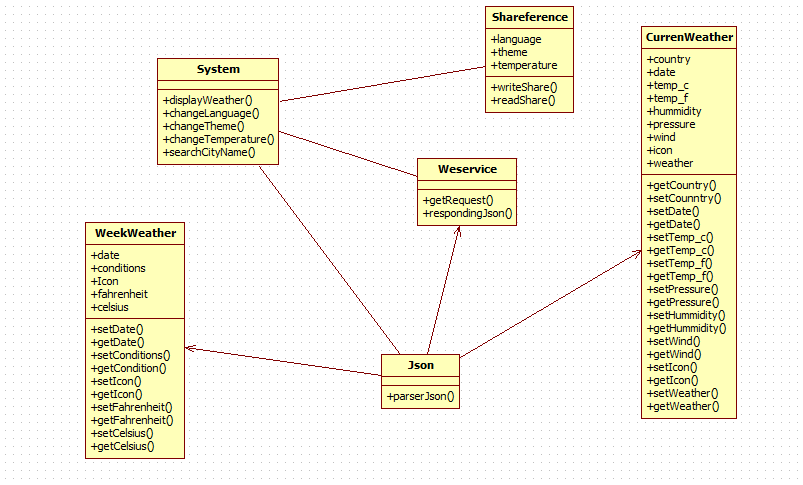 Shareference
+language
+theme
+temperature
+writeShare()
+readShare()
CurrenWeather
+country
+date
+temp_c
+temp_f
+hummidity
+pressure
+wind
+icon
+weather
+getCountry()
+setCounntry()
+setDate()
+getDate()
+setTemp_c()
+getTemp_c()
+setTemp_f()
+getTemp_f()
+setPressure()
+getPressure()
+setHummidity()
+getHummidity()
+setWind()
+getWind()
+setIcon()
+getIcon()
+setWeather()
+getWeather()
System
+displayWeather()
+changeLanguage()
+changeTheme()
+changeTemperature()
+searchCityName()
Weservice
+getRequest()
+respondingJson()
WeekWeather
+date
+conditions
+Icon
+fahrenheit
+celsius
+setDate()
+getDate()
+setConditions()
+getCondition()
+setIcon()
+getIcon()
+setFahrenheit()
+getFahrenheit()
+setCelsius()
+getCelsius()
Json
+parserJson()